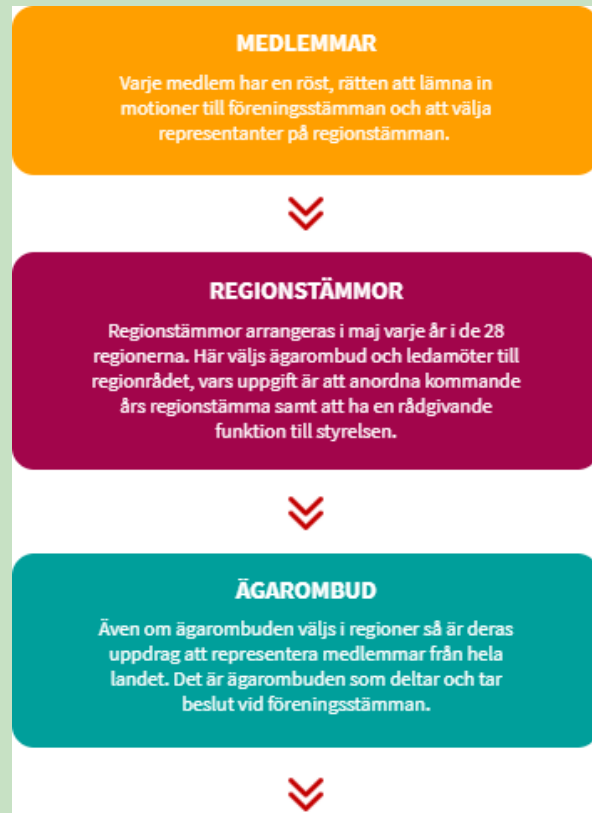 MEDLEMMAR
Varje medlem har en röst, rätten att lämna in
motioner till föreningsstämman och att välja
representanter på regionstämman.
REGIONSTÄMMOR
Regionstämmor arrangeras i maj varje år i de 28
regionerna. Här väljs ägarombud och ledamöter till
regionrådet, vars uppgift är att anordna kommande
års regionstämma samt att ha en rådgivande
funktion till styrelsen.
ÄGAROMBUD
Även om ägarombuden väljs i regioner så är deras
uppdrag att representera medlemmar från hela
landet. Det är ägarombuden som deltar och tar
beslut vid föreningsstämman.